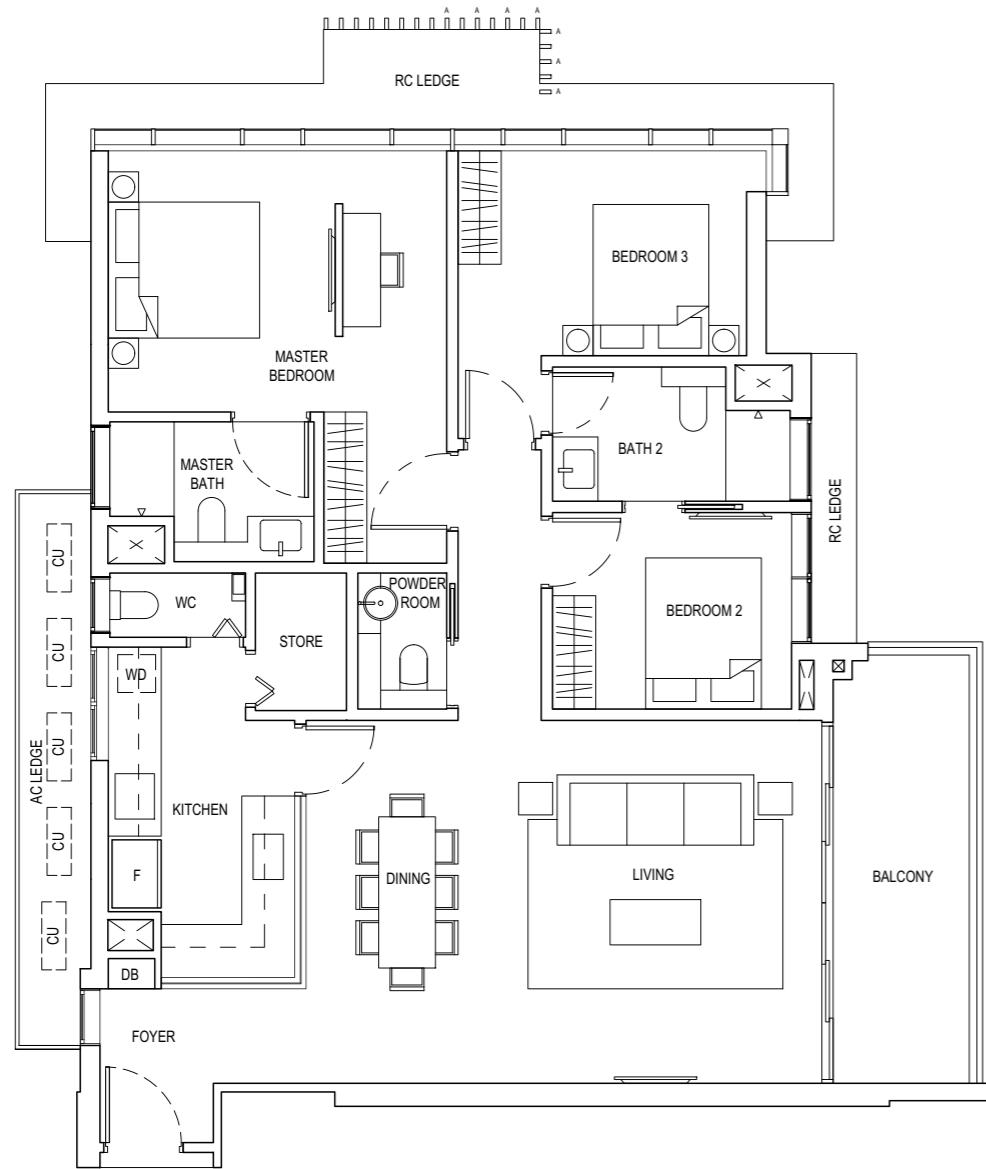 A A A A
A
A
A
RC LEDGE
BEDROOM 3
MASTER
BEDROOM
BATH 2
MASTER
BATH
RC LEDGE
CU
X
X
POWDER
ROOM
WC
BEDROOM 2
STORE
CU
WD
CU
AC LEDGE
KITCHEN
CU
F
DINING
LIVING
BALCONY
CU
DB
FOYER